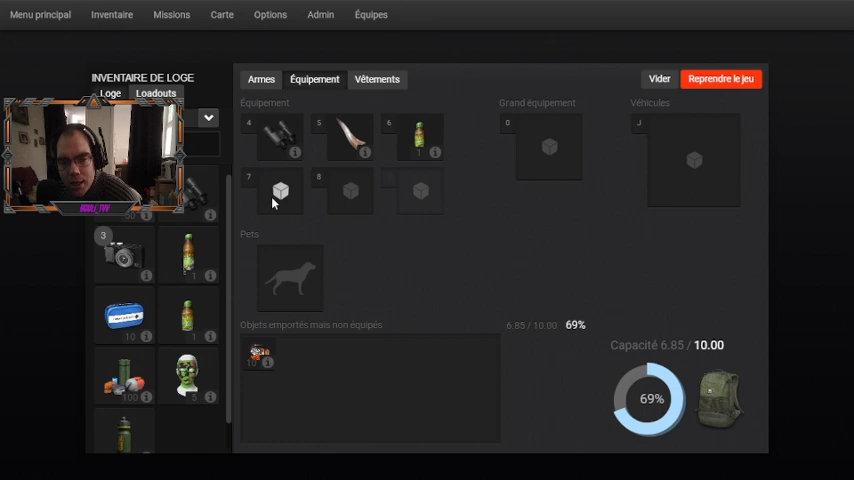 Menu principal Inventaire Missions Carte Options Admin Équipes
INVENTAIRE DE LOGE
Loge Loadouts
Armes Équipement Vêtements
Vider Reprendre le jeu
Équipement
Grand équipement
Véhicules
4 5 6 1
0
J
7 8
50
3
1
10 1
100 5
Pets
Objets emportés mais non équipés
6.85 / 10.00 69%
10
Capacité 6.85 / 10.00
69%